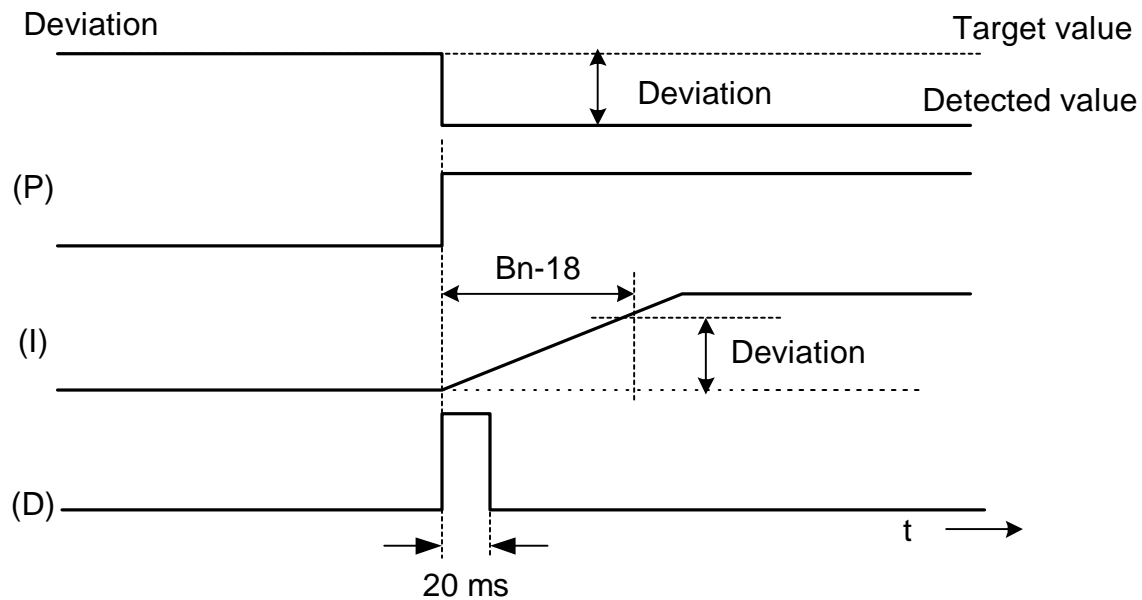 Deviation
Target value
Deviation
Detected value
(P)
Bn-18
(I)
Deviation
(D)
t
20 ms